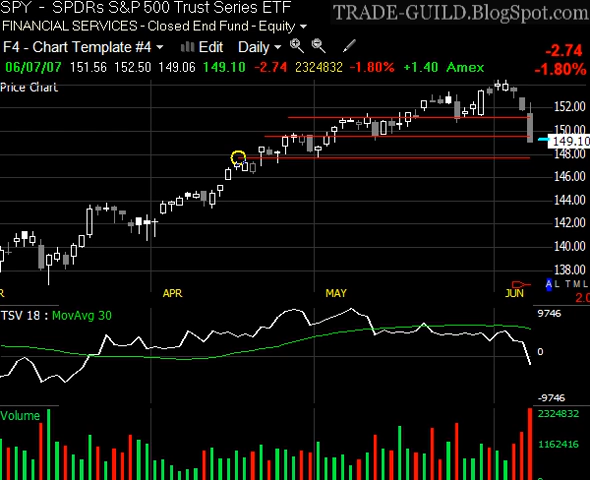 SPY - SPDRs S&P 500 Trust Series ETF
TRADE-GUILD.BlogSpot.com
FINANCIAL SERVICES - Closed End Fund - Equity
F4 - Chart Template #4 Edit Daily
-2.74
06/07/07 151.56 152.50 149.06 149.10 -2.74 2324832 -1.80% +1.40 Amex
-1.80%
Price Chart
152.00
150.00
149.10
148.00
146.00
144.00
142.00
140.00
138.00
A L T M L
R APR MAY JUN 2.0
TSV 18 : MovAvg 30
9746
0
-9746
Volume
2324832
1162416